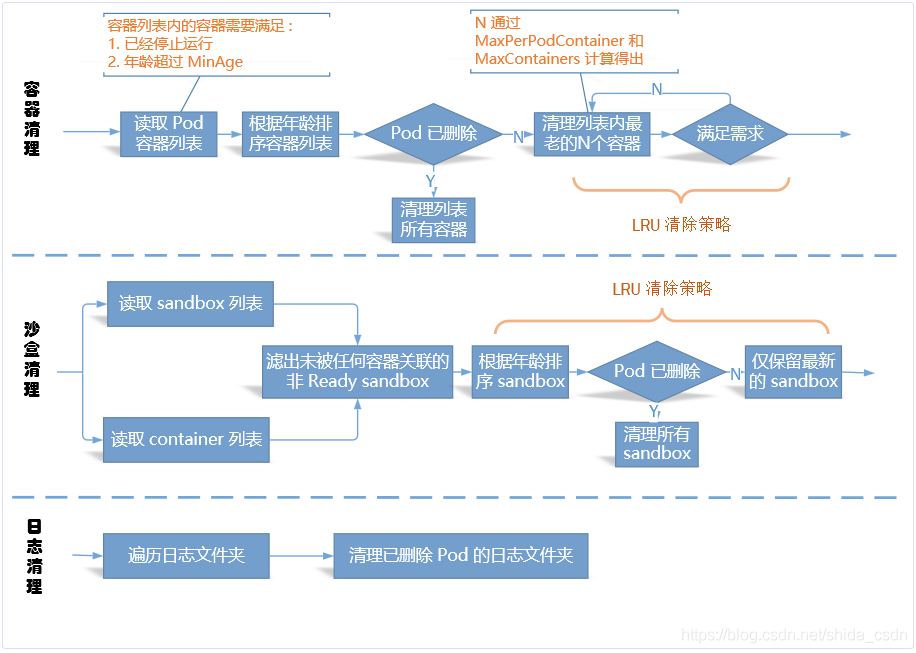 容器清理
容器列表内的容器需要满足：
1. 已经停止运行
2. 年龄超过 MinAge
N 通过
MaxPerPodContainer 和
MaxContainers 计算得出
读取 Pod
容器列表
根据年龄排
序容器列表
Pod 已删除
N
清理列表内最
老的N个容器
满足需求
N
Y
清理列表
所有容器
LRU 清除策略
沙盒清理
读取 sandbox 列表
读取 container 列表
滤出未被任何容器关联的
非 Ready sandbox
LRU 清除策略
根据年龄排
序 sandbox
Pod 已删除
N
仅保留最新
的 sandbox
Y
清理所有
sandbox
日志清理
遍历日志文件夹
清理已删除 Pod 的日志文件夹
https://blog.csdn.net/shida_csdn